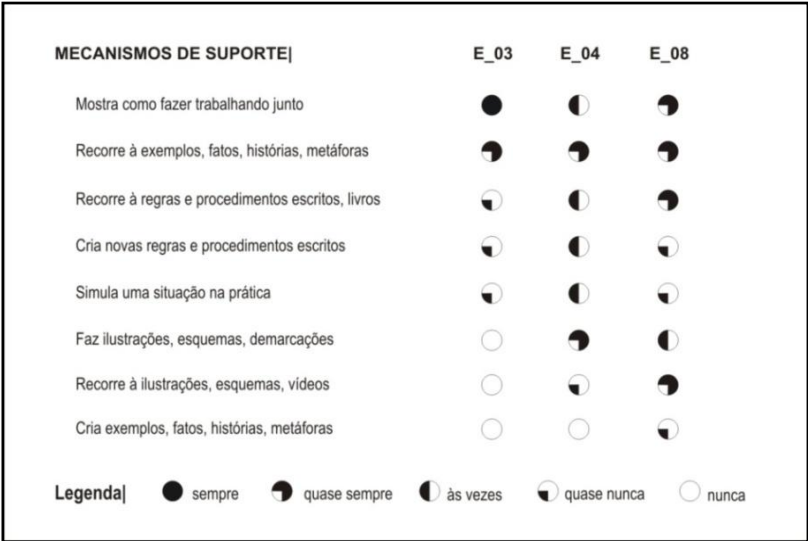 MECANISMOS DE SUPORTE| E_03 E_04 E_08
Mostra como fazer trabalhando junto
Recorre à exemplos, fatos, histórias, metáforas
Recorre à regras e procedimentos escritos, livros
Cria novas regras e procedimentos escritos
Simula uma situação na prática
Faz ilustrações, esquemas, demarcações
Recorre à ilustrações, esquemas, vídeos
Cria exemplos, fatos, histórias, metáforas
Legenda| sempre quase sempre às vezes quase nunca nunca